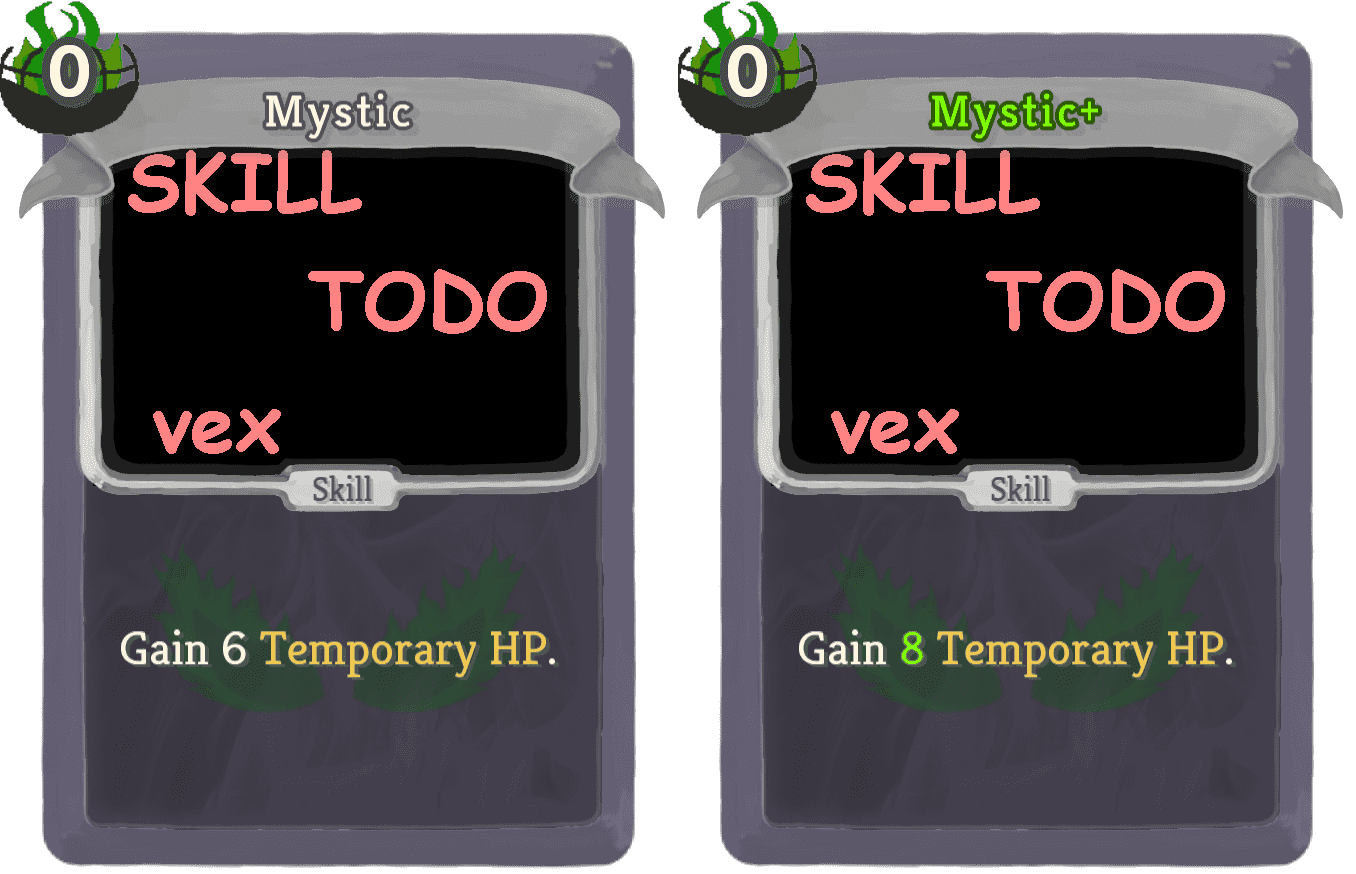 0
Mystic
SKILL
TODO
vex
Skill
Gain 6 Temporary HP.
0
Mystic+
SKILL
TODO
vex
Skill
Gain 8 Temporary HP.